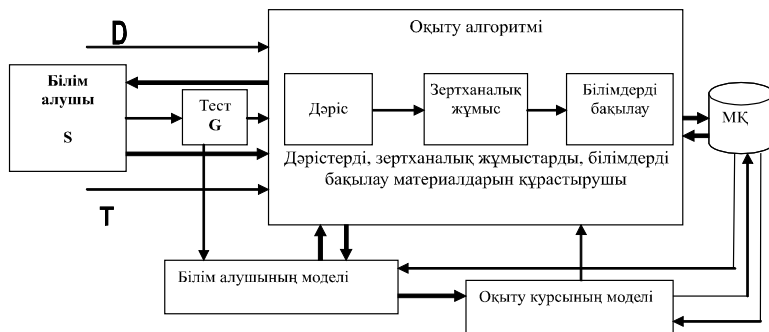 D
Оқыту алгоритмі
Білім
алушы
S
Тест
G
Дәріс
Зертханалық
жұмыс
Білімдерді
бақылау
МҚ
Дәрістерді, зертханалық жұмыстарды, білімдерді
бақылау материалдарын құрастырушы
T
Білім алушының моделі
Оқыту курсының моделі